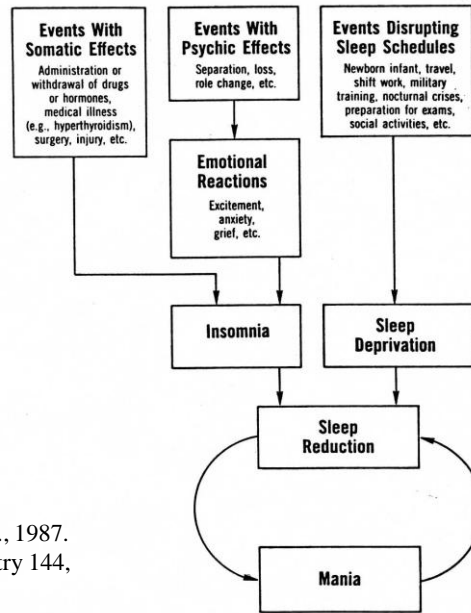 Events With
Somatic Effects
Administration or
withdrawal of drugs
or hormones,
medical illness
(e.g., hyperthyroidism),
surgery, injury, etc.
Events With
Psychic Effects
Separation, loss,
role change, etc.
Events Disrupting
Sleep Schedules
Newborn infant, travel,
shift work, military
training, nocturnal crises,
preparation for exams,
social activities, etc.
Emotional
Reactions
Excitement,
anxiety,
grief, etc.
Insomnia
Sleep
Deprivation
Sleep
Reduction
Mania
., 1987.
try 144,